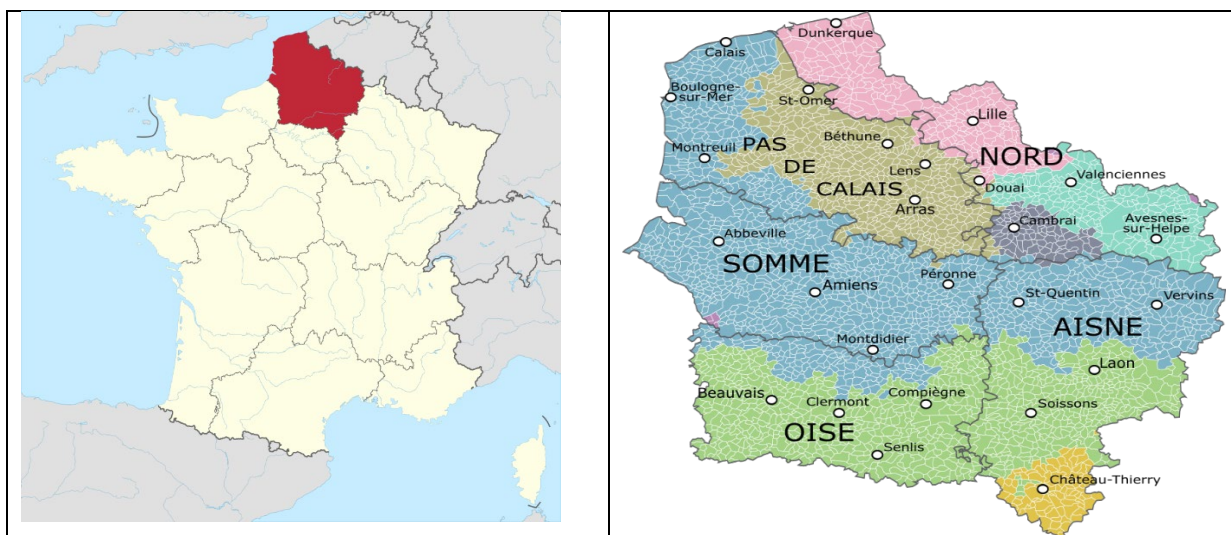 Dunkerque
Calais
Boulogne-
sur-Mer
St-Omer
Lille
Béthune
PAS
NORD
Montreuil
DE
Lens
Valenciennes
CALAIS
Douai
Arras
Cambrai
Avesnes-
sur-Helpe
Abbeville
SOMME
Péronne
Amiens
St-Quentin
Vervins
AISNE
Montdidier
Laon
Beauvais
Clermont
Compiègne
Soissons
OISE
Senlis
Château-Thierry